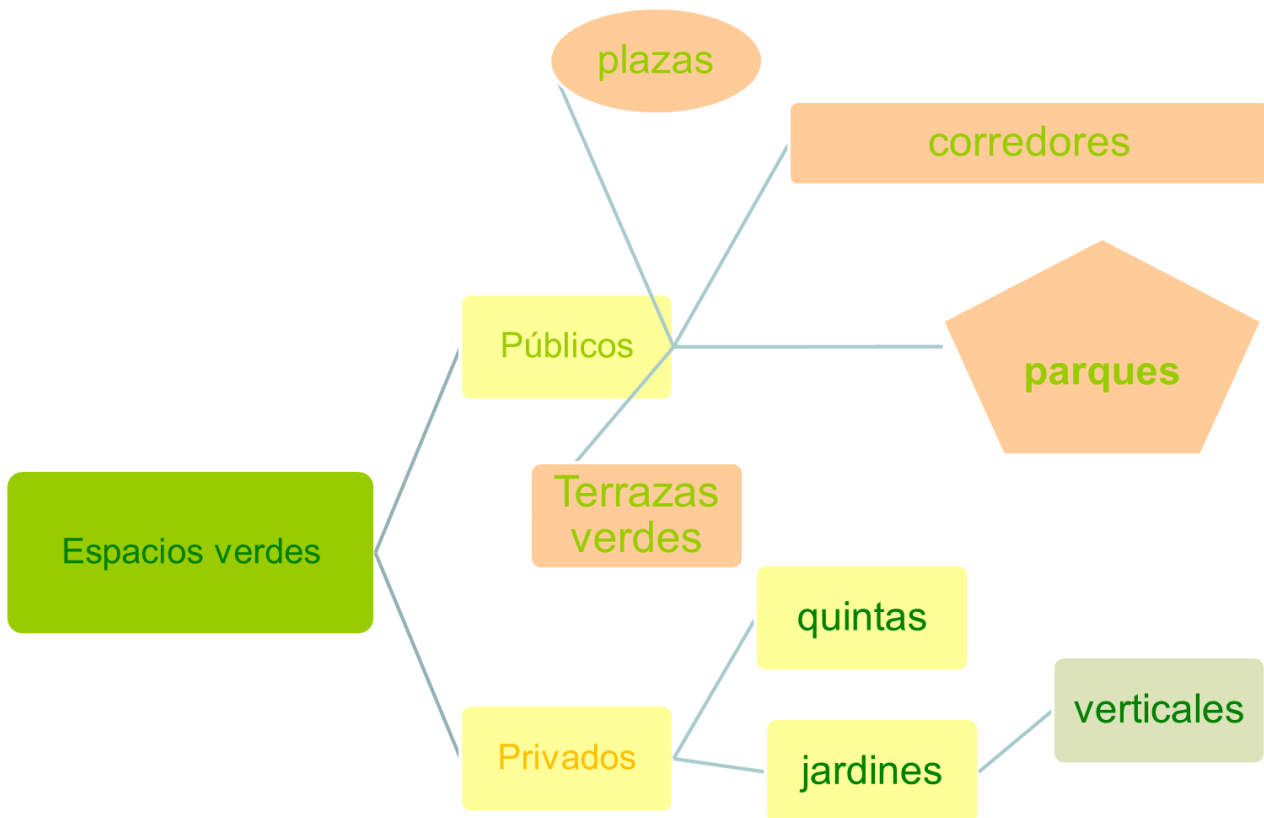 plazas
corredores
Públicos
parques
Terrazas
verdes
Espacios verdes
quintas
verticales
Privados
jardines